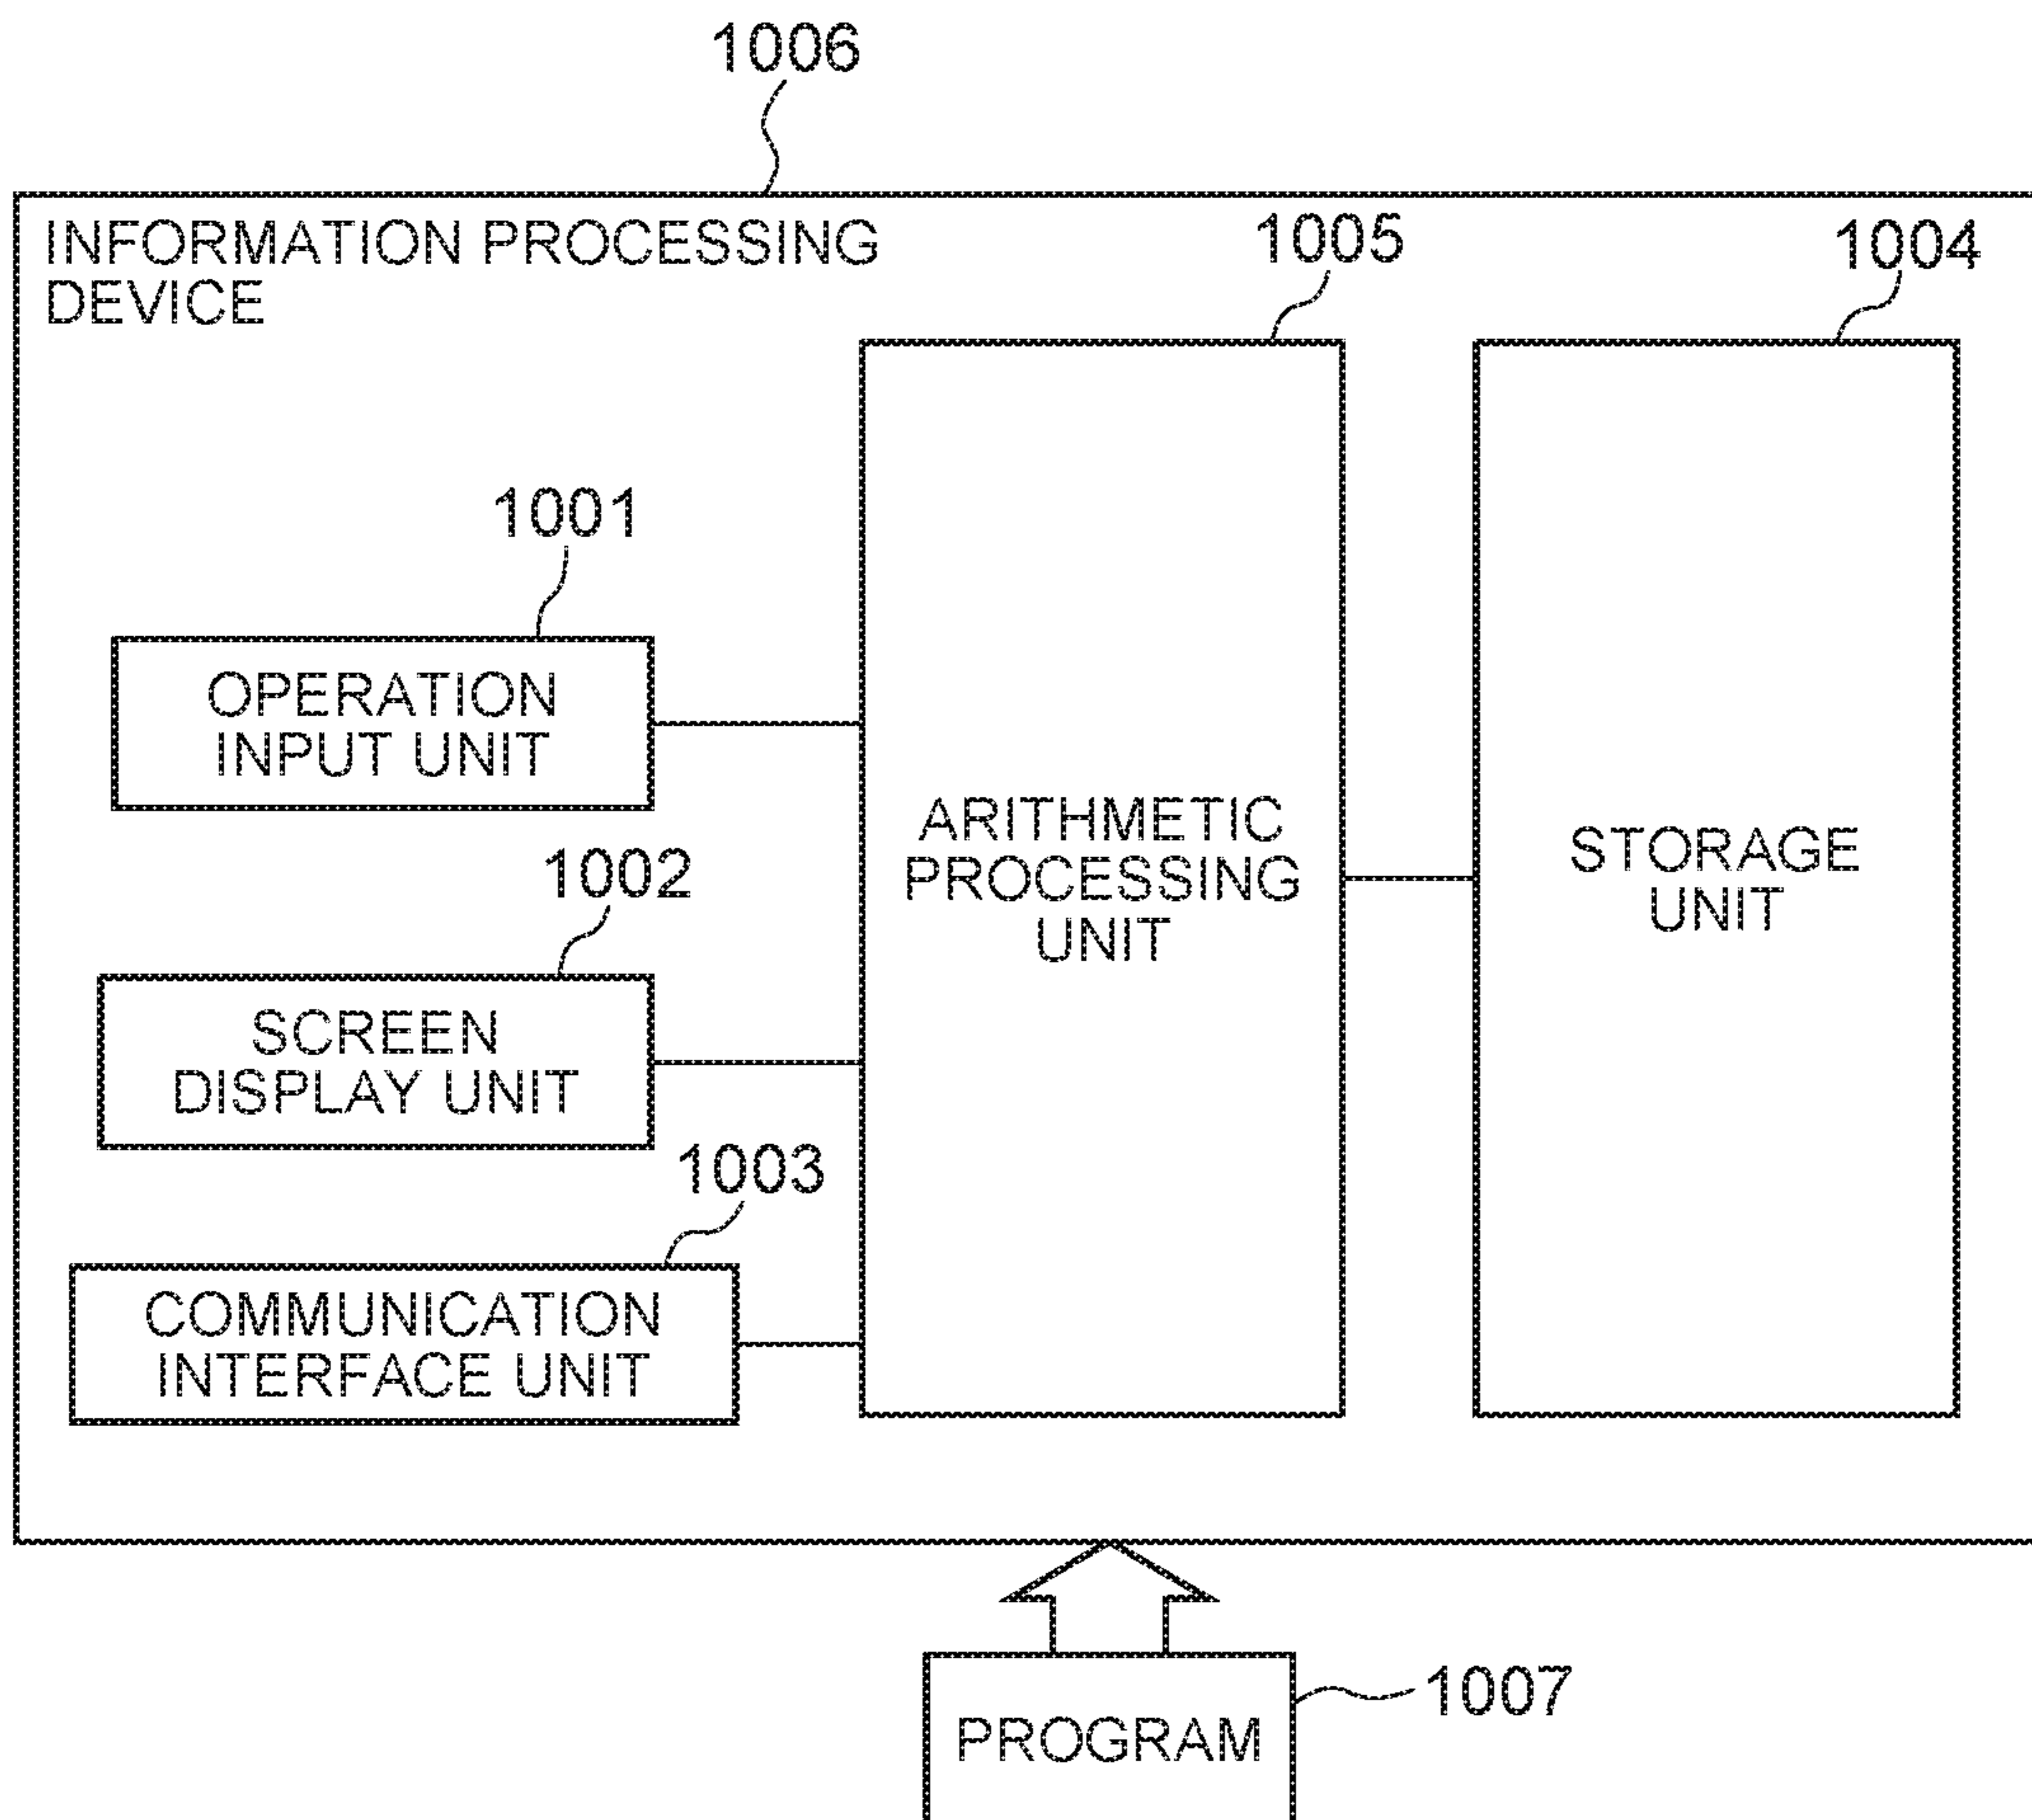 1006
INFORMATION PROCESSING
DEVICE
1005
1004
1001
OPERATION
INPUT UNIT
1002
SCREEN
DISPLAY UNIT
1003
COMMUNICATION
INTERFACE UNIT
ARITHMETIC
PROCESSING
UNIT
STORAGE
UNIT
PROGRAM
1007